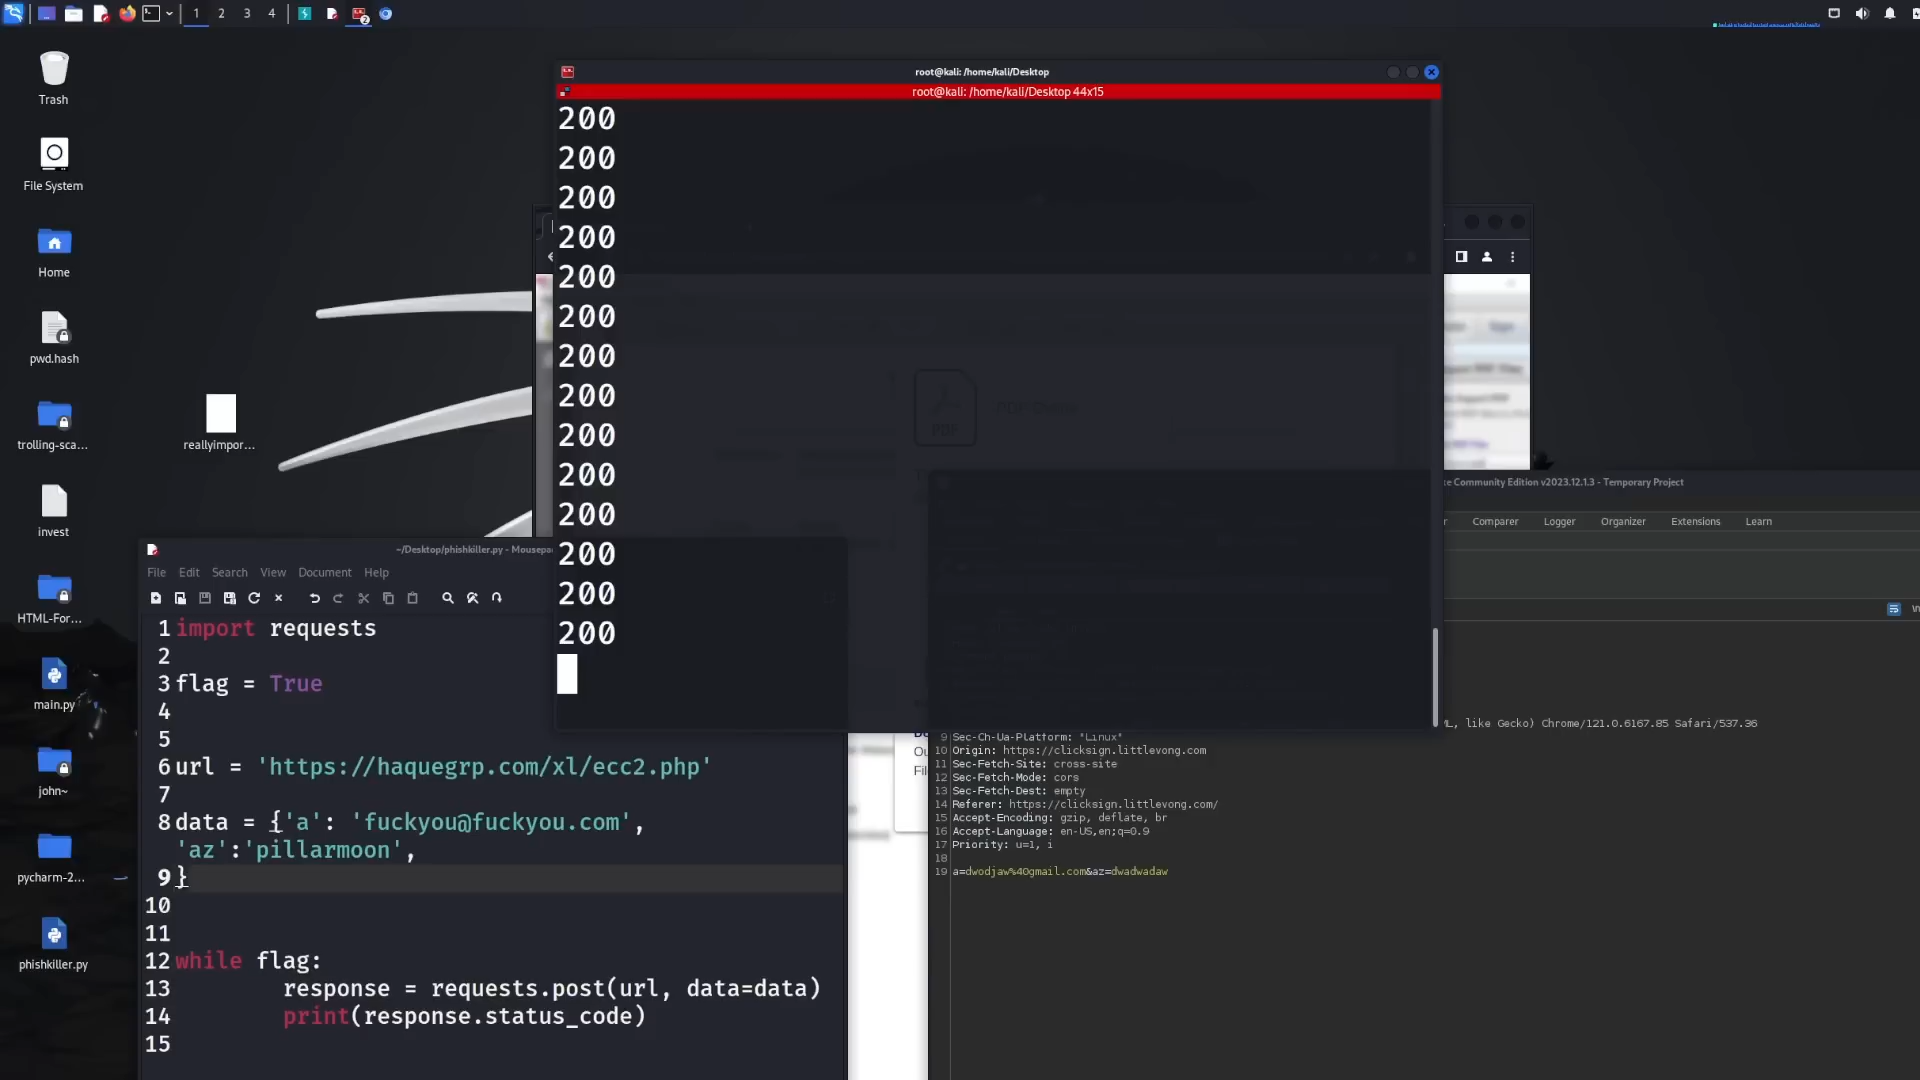 1 2 3 4
2
Trash
File System
Home
pwd.hash
trolling-sca...
reallyimpor...
invest
HTML-For...
main.py
john~
pycharm-2...
phishkiller.py
root@kali: /home/kali/Desktop
root@kali: /home/kali/Desktop 44x15
200
200
200
200
200
200
200
200
200
200
200
200
200
200
PDF
~/Desktop/phishkiller.py - Mousepa
File Edit Search View Document Help
1 import requests
2
3 flag = True
4
5
6 url = 'https://haquegrp.com/xl/ecc2.php'
7
8 data = {'a': 'fuckyou@fuckyou.com',
'az':'pillarmoon',
9 }
10
11
12 while flag:
13 response = requests.post(url, data=data)
14 print(response.status_code)
15
te Community Edition v2023.12.1.3 - Temporary Project
r Comparer Logger Organizer Extensions Learn
\n
ML, like Gecko) Chrome/121.0.6167.85 Safari/537.36
9 Sec-Ch-Ua-Platform: "Linux"
10 Origin: https://clicksign.littlevong.com
11 Sec-Fetch-Site: cross-site
12 Sec-Fetch-Mode: cors
13 Sec-Fetch-Dest: empty
14 Referer: https://clicksign.littlevong.com/
15 Accept-Encoding: gzip, deflate, br
16 Accept-Language: en-US,en;q=0.9
17 Priority: u=1, i
18
19 a=dwodjaw%40gmail.com&az=dwadwadaw